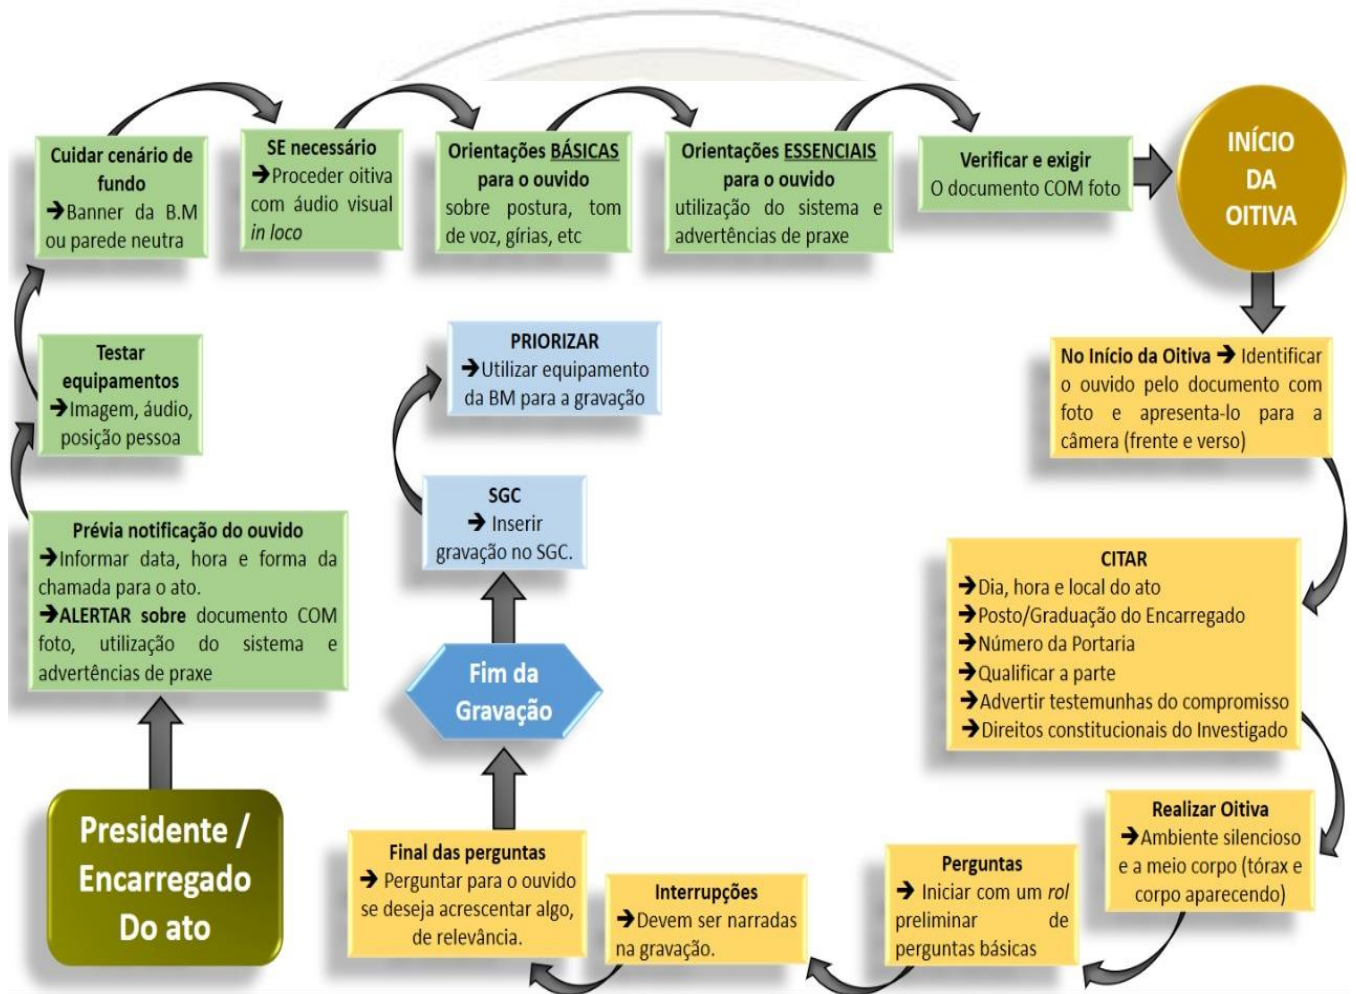 Presidente /
Encarregado
Do ato
Prévia notificação do ouvido
➔Informar data, hora e forma da
chamada para o ato.
➔ALERTAR sobre documento COM
foto, utilização do sistema e
advertências de praxe
Testar
equipamentos
➔Imagem, áudio,
posição pessoa
Cuidar cenário de
fundo
➔Banner da B.M
ou parede neutra
SE necessário
➔Proceder oitiva
com áudio visual
in loco
Orientações BÁSICAS
para o ouvido
sobre postura, tom
de voz, gírias, etc
Orientações ESSENCIAIS
para o ouvido
utilização do sistema e
advertências de praxe
Verificar e exigir
O documento COM foto
INÍCIO
DA
OITIVA
No Início da Oitiva ➔ Identificar
o ouvido pelo documento com
foto e apresenta-lo para a
câmera (frente e verso)
CITAR
➔Dia, hora e local do ato
➔Posto/Graduação do Encarregado
➔Número da Portaria
➔Qualificar a parte
➔Advertir testemunhas do compromisso
➔Direitos constitucionais do Investigado
Realizar Oitiva
➔Ambiente silencioso
e a meio corpo (tórax e
corpo aparecendo)
Perguntas
➔ Iniciar com um rol
preliminar de
perguntas básicas
Interrupções
➔Devem ser narradas
na gravação.
Final das perguntas
➔ Perguntar para o ouvido
se deseja acrescentar algo,
de relevância.
Fim da
Gravação
SGC
➔ Inserir
gravação no SGC.
PRIORIZAR
➔Utilizar equipamento
da BM para a gravação